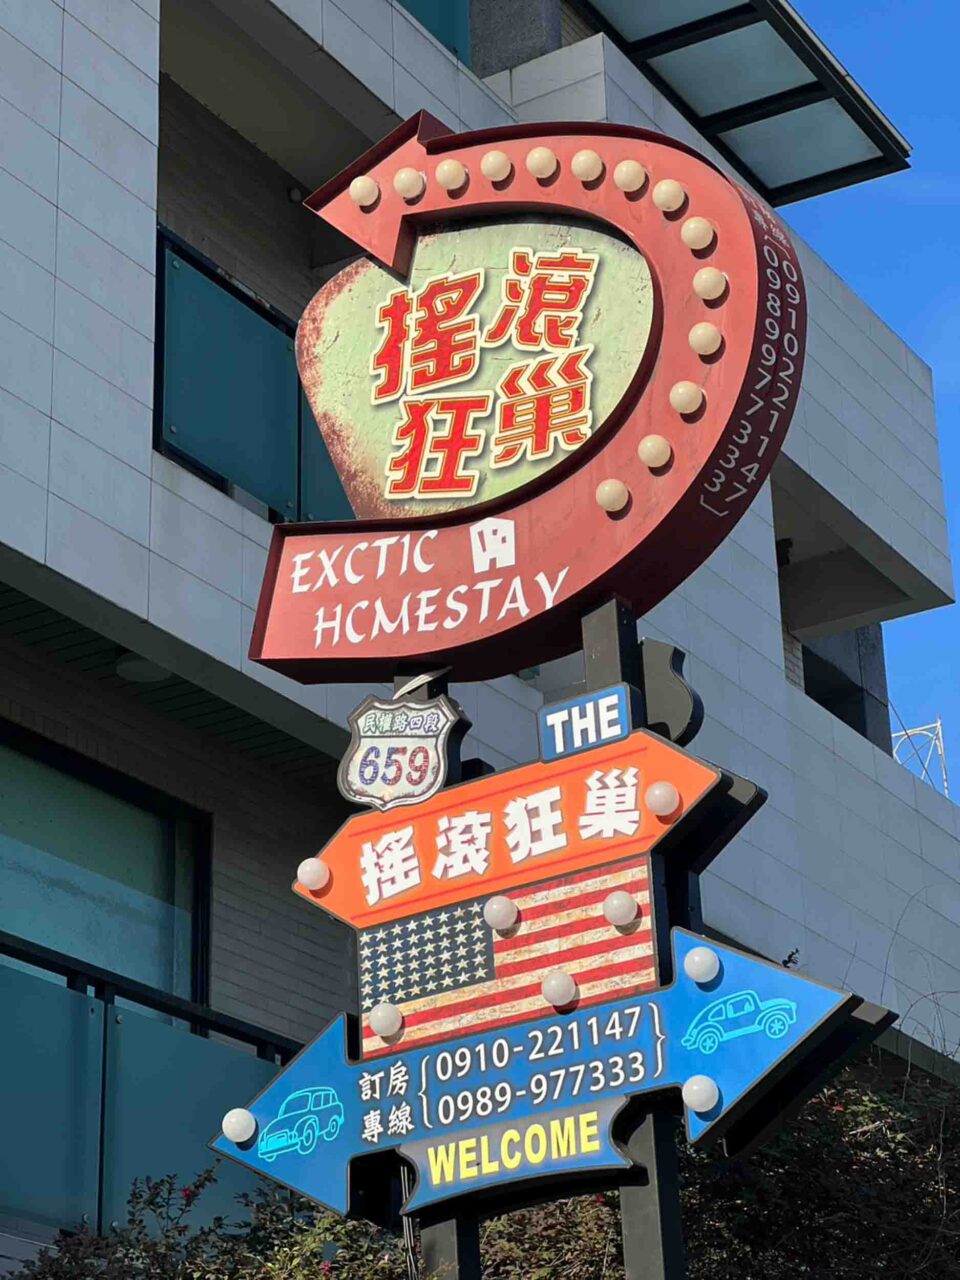 搖滾
狂巢
EXCTIC
HCMESTAY
0910221147
0989977333
民權路四段
659
THE
搖滾狂巢
訂房專線
0910-221147
0989-977333
WELCOME